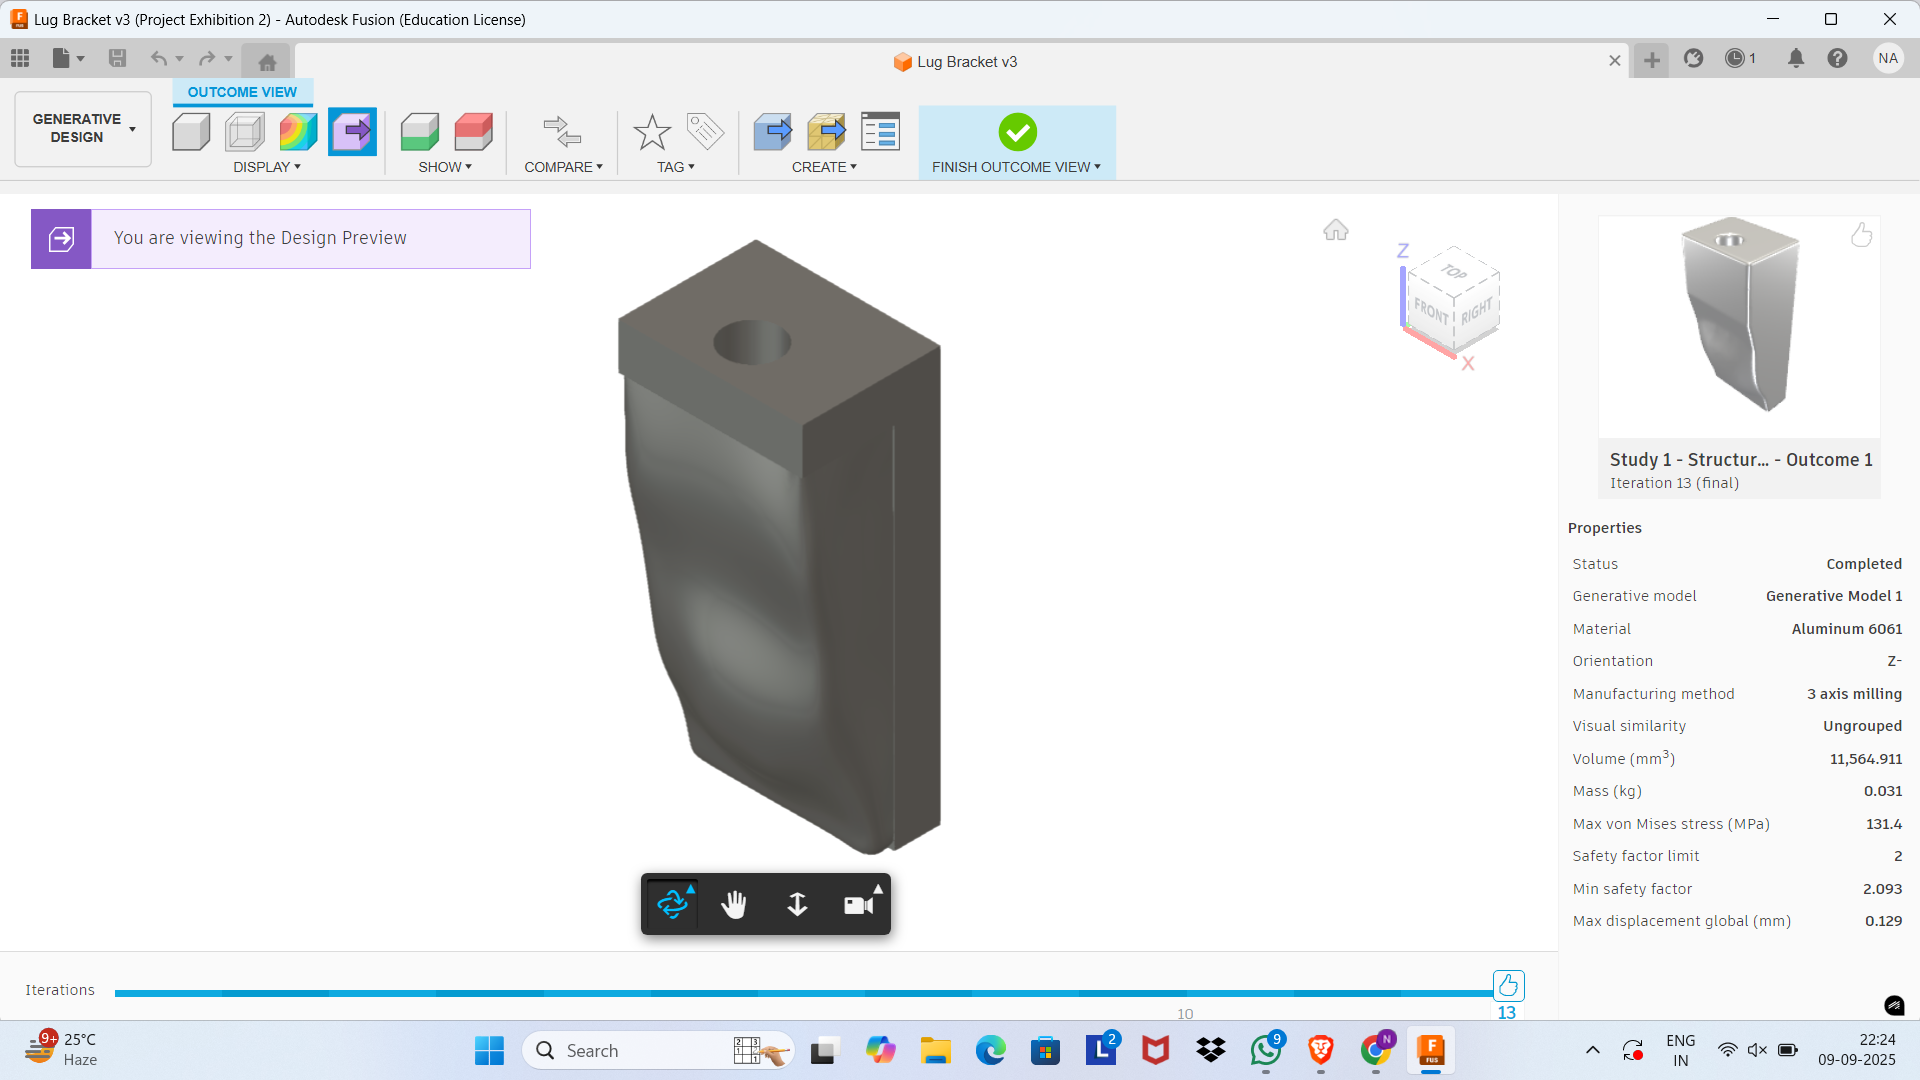 Lug Bracket v3 (Project Exhibition 2) - Autodesk Fusion (Education License)
Lug Bracket v3
1
NA
GENERATIVE DESIGN
OUTCOME VIEW
DISPLAY
SHOW
COMPARE
TAG
CREATE
FINISH OUTCOME VIEW
You are viewing the Design Preview
Z
TOP
FRONT
RIGHT
X
Study 1 - Structur... - Outcome 1
Iteration 13 (final)
Properties
Status Completed
Generative model Generative Model 1
Material Aluminum 6061
Orientation Z-
Manufacturing method 3 axis milling
Visual similarity Ungrouped
Volume (mm³) 11,564.911
Mass (kg) 0.031
Max von Mises stress (MPa) 131.4
Safety factor limit 2
Min safety factor 2.093
Max displacement global (mm) 0.129
Iterations
10
13
9+
25°C
Haze
Search
L
2
9
N
F
FUS
ENG
IN
22:24
09-09-2025